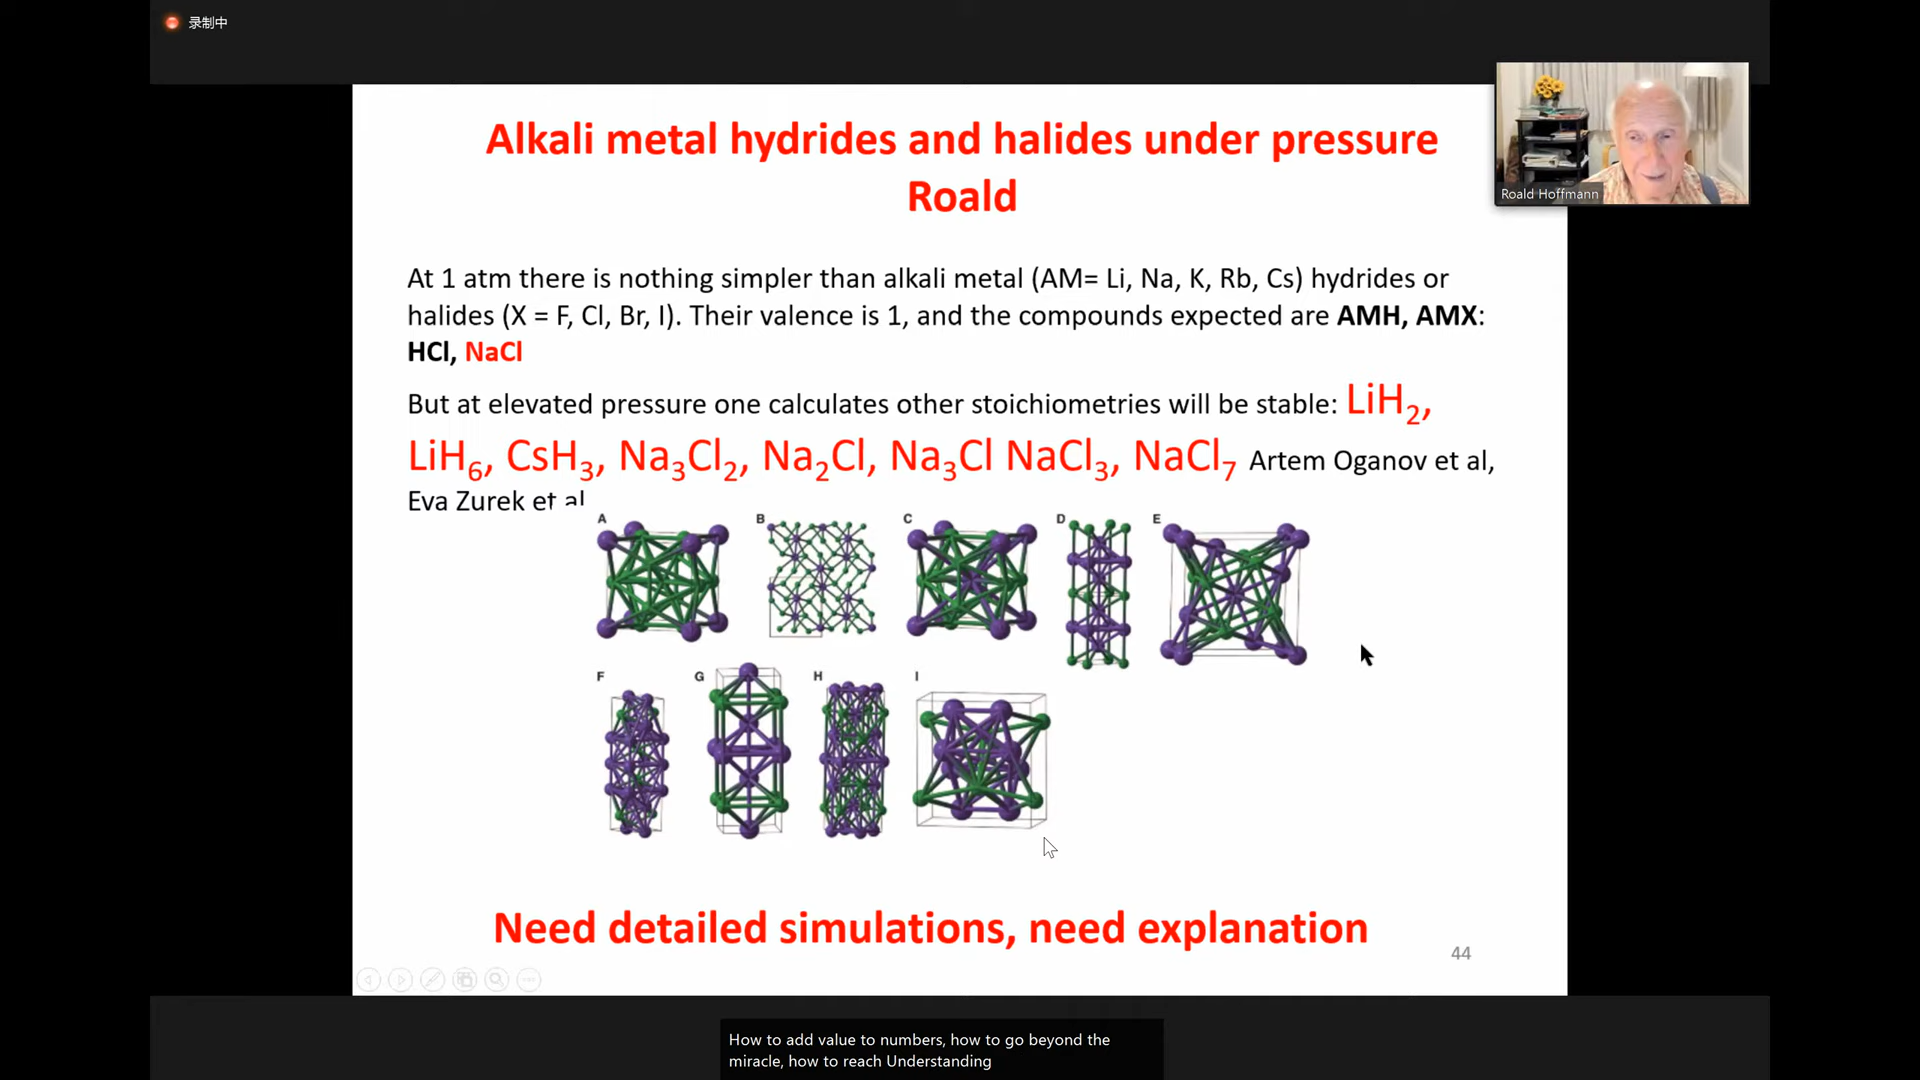 录制中
Roald Hoffmann
Alkali metal hydrides and halides under pressure
Roald
At 1 atm there is nothing simpler than alkali metal (AM= Li, Na, K, Rb, Cs) hydrides or
halides (X = F, Cl, Br, I). Their valence is 1, and the compounds expected are AMH, AMX:
HCl, NaCl
But at elevated pressure one calculates other stoichiometries will be stable: LiH₂,
LiH₆, CsH₃, Na₃Cl₂, Na₂Cl, Na₃Cl NaCl₃, NaCl₇ Artem Oganov et al,
Eva Zurek et al
A B C D E
F G H I
Need detailed simulations, need explanation
44
How to add value to numbers, how to go beyond the
miracle, how to reach Understanding